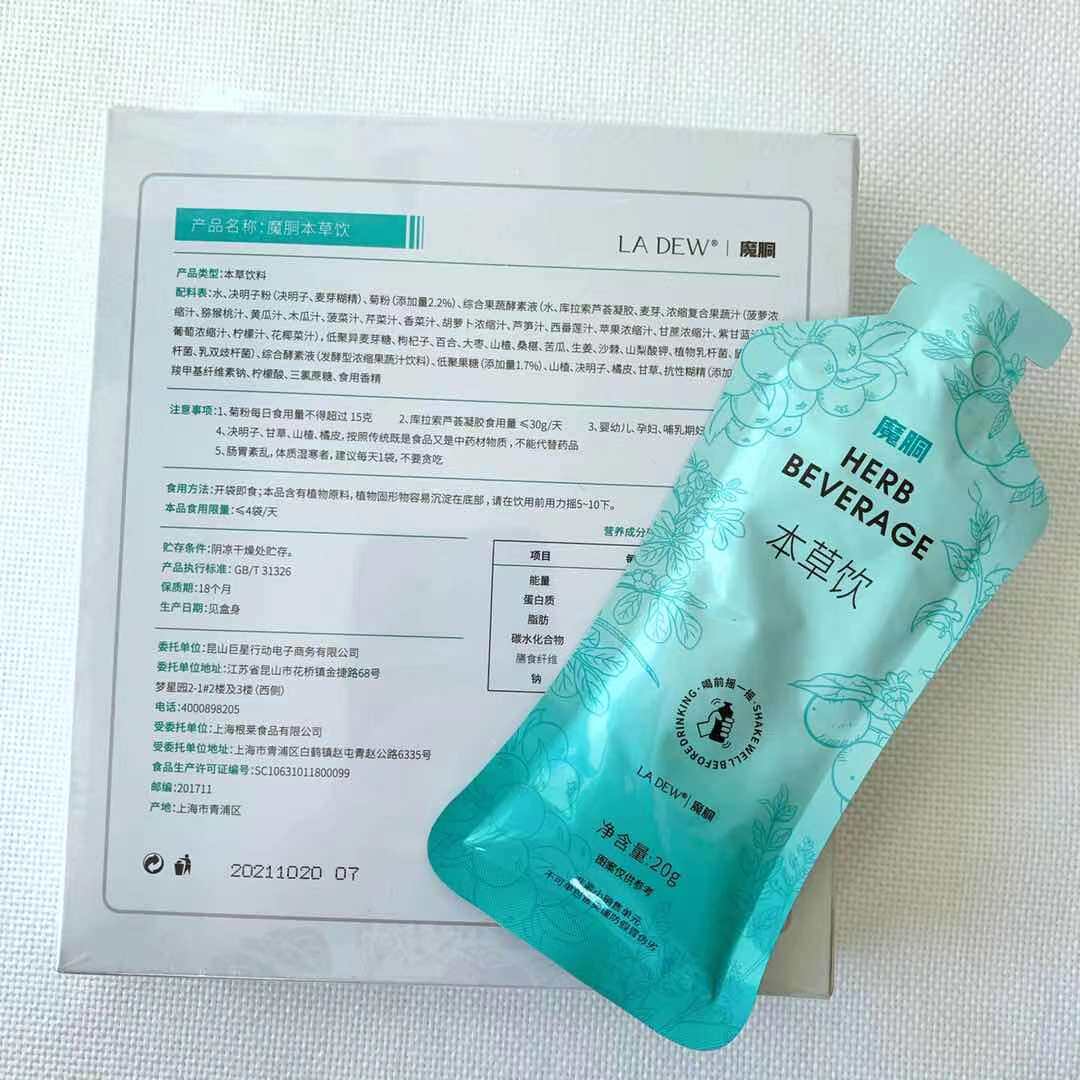 产品名称:魔胴本草饮
LA DEW® 魔胴
产品类型:本草饮料
配料表:水、决明子粉(决明子、麦芽糊精)、菊粉(添加量2.2%)、综合果蔬酵素液(水、库拉索芦荟凝胶、麦芽、浓缩复合果蔬汁(菠萝浓
缩汁、猕猴桃汁、黄瓜汁、木瓜汁、菠菜汁、芹菜汁、香菜汁、胡萝卜浓缩汁、芦笋汁、西番莲汁、苹果浓缩汁、甘蔗浓缩汁、紫甘蓝
葡萄浓缩汁、柠檬汁、花椰菜汁)、低聚异麦芽糖、枸杞子、百合、大枣、山楂、桑椹、苦瓜、生姜、沙棘、山梨酸钾、植物乳杆菌、
杆菌、乳双歧杆菌)、综合酵素液(发酵型浓缩果蔬汁饮料)、低聚果糖(添加量1.7%)、山楂、决明子、橘皮、甘草、抗性糊精(添加
羧甲基纤维素钠、柠檬酸、三氯蔗糖、食用香精
注意事项:1、菊粉每日食用量不得超过 15克 2、库拉索芦荟凝胶食用量 ≤30g/天 3、婴幼儿、孕妇、哺乳期妇
4、决明子、甘草、山楂、橘皮,按照传统既是食品又是中药材物质,不能代替药品
5、肠胃紊乱,体质湿寒者,建议每天1袋,不要贪吃
食用方法:开袋即食;本品含有植物原料,植物固形物容易沉淀在底部,请在饮用前用力摇5~10下。
本品食用限量:≤4袋/天
营养成分
项目
能量
蛋白质
脂肪
碳水化合物
膳食纤维
钠
贮存条件:阴凉干燥处贮存。
产品执行标准: GB/T 31326
保质期:18个月
生产日期:见盒身
委托单位:昆山巨星行动电子商务有限公司
委托单位地址:江苏省昆山市花桥镇金捷路68号
梦星园2-1#2楼及3楼(西侧)
电话:4000898205
受委托单位:上海根莱食品有限公司
受委托单位地址:上海市青浦区白鹤镇赵屯青赵公路6335号
食品生产许可证编号:SC10631011800099
邮编:201711
产地:上海市青浦区
20211020 07
魔胴
HERB
BEVERAGE
本草饮
喝前摇一摇·SHAKE WELL BEFORE DRINKING·
LA DEW® 魔胴
净含量:20g
图案仅供参考